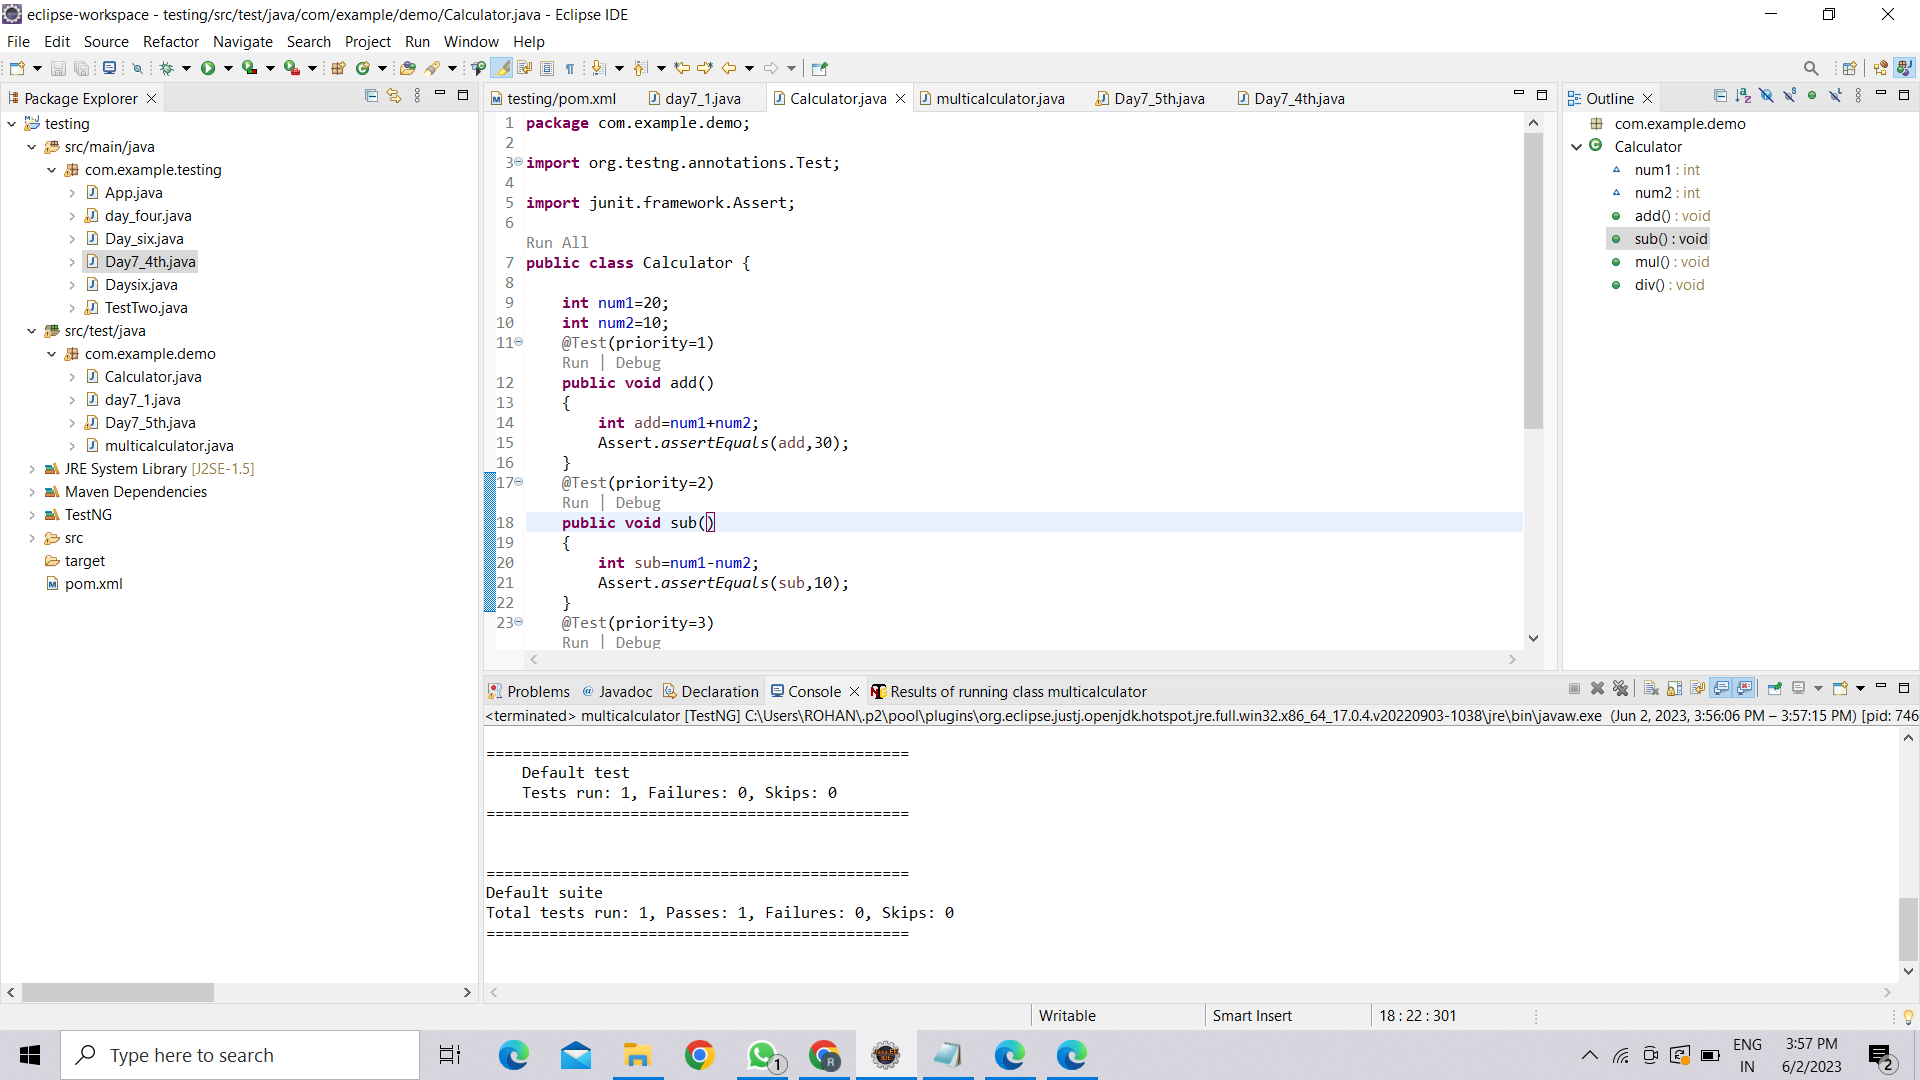 eclipse-workspace - testing/src/test/java/com/example/demo/Calculator.java - Eclipse IDE
File Edit Source Refactor Navigate Search Project Run Window Help
Package Explorer
testing
src/main/java
com.example.testing
App.java
day_four.java
Day_six.java
Day7_4th.java
Daysix.java
TestTwo.java
src/test/java
com.example.demo
Calculator.java
day7_1.java
Day7_5th.java
multicalculator.java
JRE System Library [J2SE-1.5]
Maven Dependencies
TestNG
src
target
pom.xml
testing/pom.xml day7_1.java Calculator.java multicalculator.java Day7_5th.java Day7_4th.java
1 package com.example.demo;
2
3 import org.testng.annotations.Test;
4
5 import junit.framework.Assert;
6
Run All
7 public class Calculator {
8
9 int num1=20;
10 int num2=10;
11 @Test(priority=1)
Run | Debug
12 public void add()
13 {
14 int add=num1+num2;
15 Assert.assertEquals(add,30);
16 }
17 @Test(priority=2)
Run | Debug
18 public void sub()
19 {
20 int sub=num1-num2;
21 Assert.assertEquals(sub,10);
22 }
23 @Test(priority=3)
Run | Debug
Outline
com.example.demo
Calculator
num1 : int
num2 : int
add() : void
sub() : void
mul() : void
div() : void
Problems @ Javadoc Declaration Console Results of running class multicalculator
<terminated> multicalculator [TestNG] C:\Users\ROHAN\.p2\pool\plugins\org.eclipse.justj.openjdk.hotspot.jre.full.win32.x86_64_17.0.4.v20220903-1038\jre\bin\javaw.exe (Jun 2, 2023, 3:56:06 PM – 3:57:15 PM) [pid: 746
===============================================
Default test
Tests run: 1, Failures: 0, Skips: 0
===============================================
===============================================
Default suite
Total tests run: 1, Passes: 1, Failures: 0, Skips: 0
===============================================
Writable Smart Insert 18 : 22 : 301
Type here to search
1
R
ENG
IN
3:57 PM
6/2/2023
2